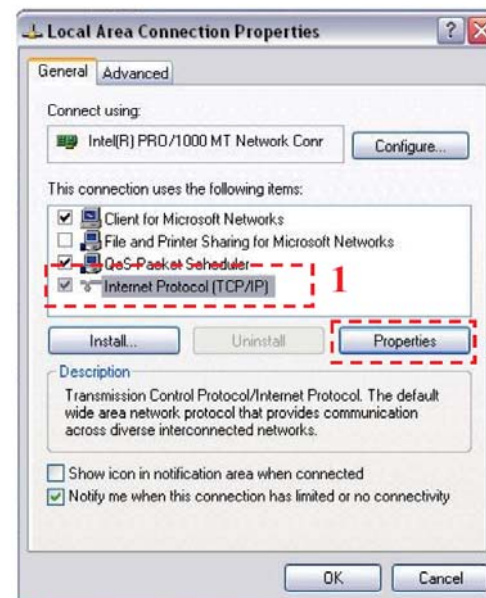 Local Area Connection Properties
General Advanced
Connect using:
Intel(R) PRO/1000 MT Network Conr
Configure...
This connection uses the following items:
Client for Microsoft Networks
File and Printer Sharing for Microsoft Networks
QoS Packet Scheduler
Internet Protocol (TCP/IP) 1
Install... Uninstall Properties
Description
Transmission Control Protocol/Internet Protocol. The default
wide area network protocol that provides communication
across diverse interconnected networks.
Show icon in notification area when connected
Notify me when this connection has limited or no connectivity
OK Cancel